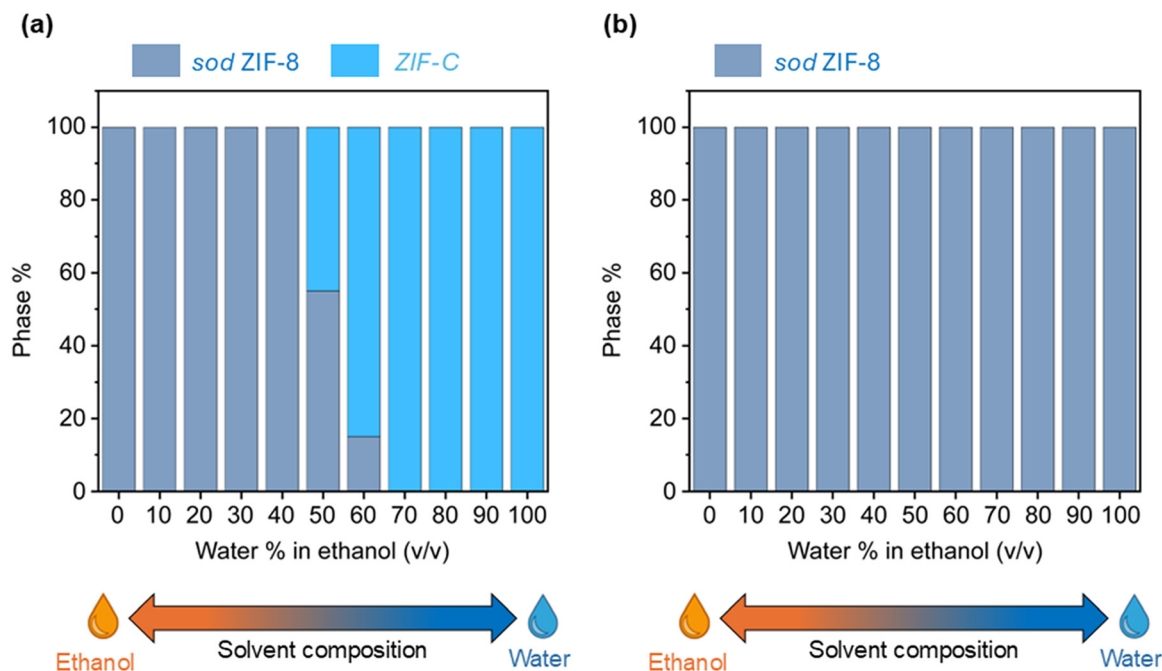 (a)
sod ZIF-8 ZIF-C
Phase %
100
80
60
40
20
0
0 10 20 30 40 50 60 70 80 90 100
Water % in ethanol (v/v)
Ethanol Solvent composition Water
(b)
sod ZIF-8
Phase %
100
80
60
40
20
0
0 10 20 30 40 50 60 70 80 90 100
Water % in ethanol (v/v)
Ethanol Solvent composition Water